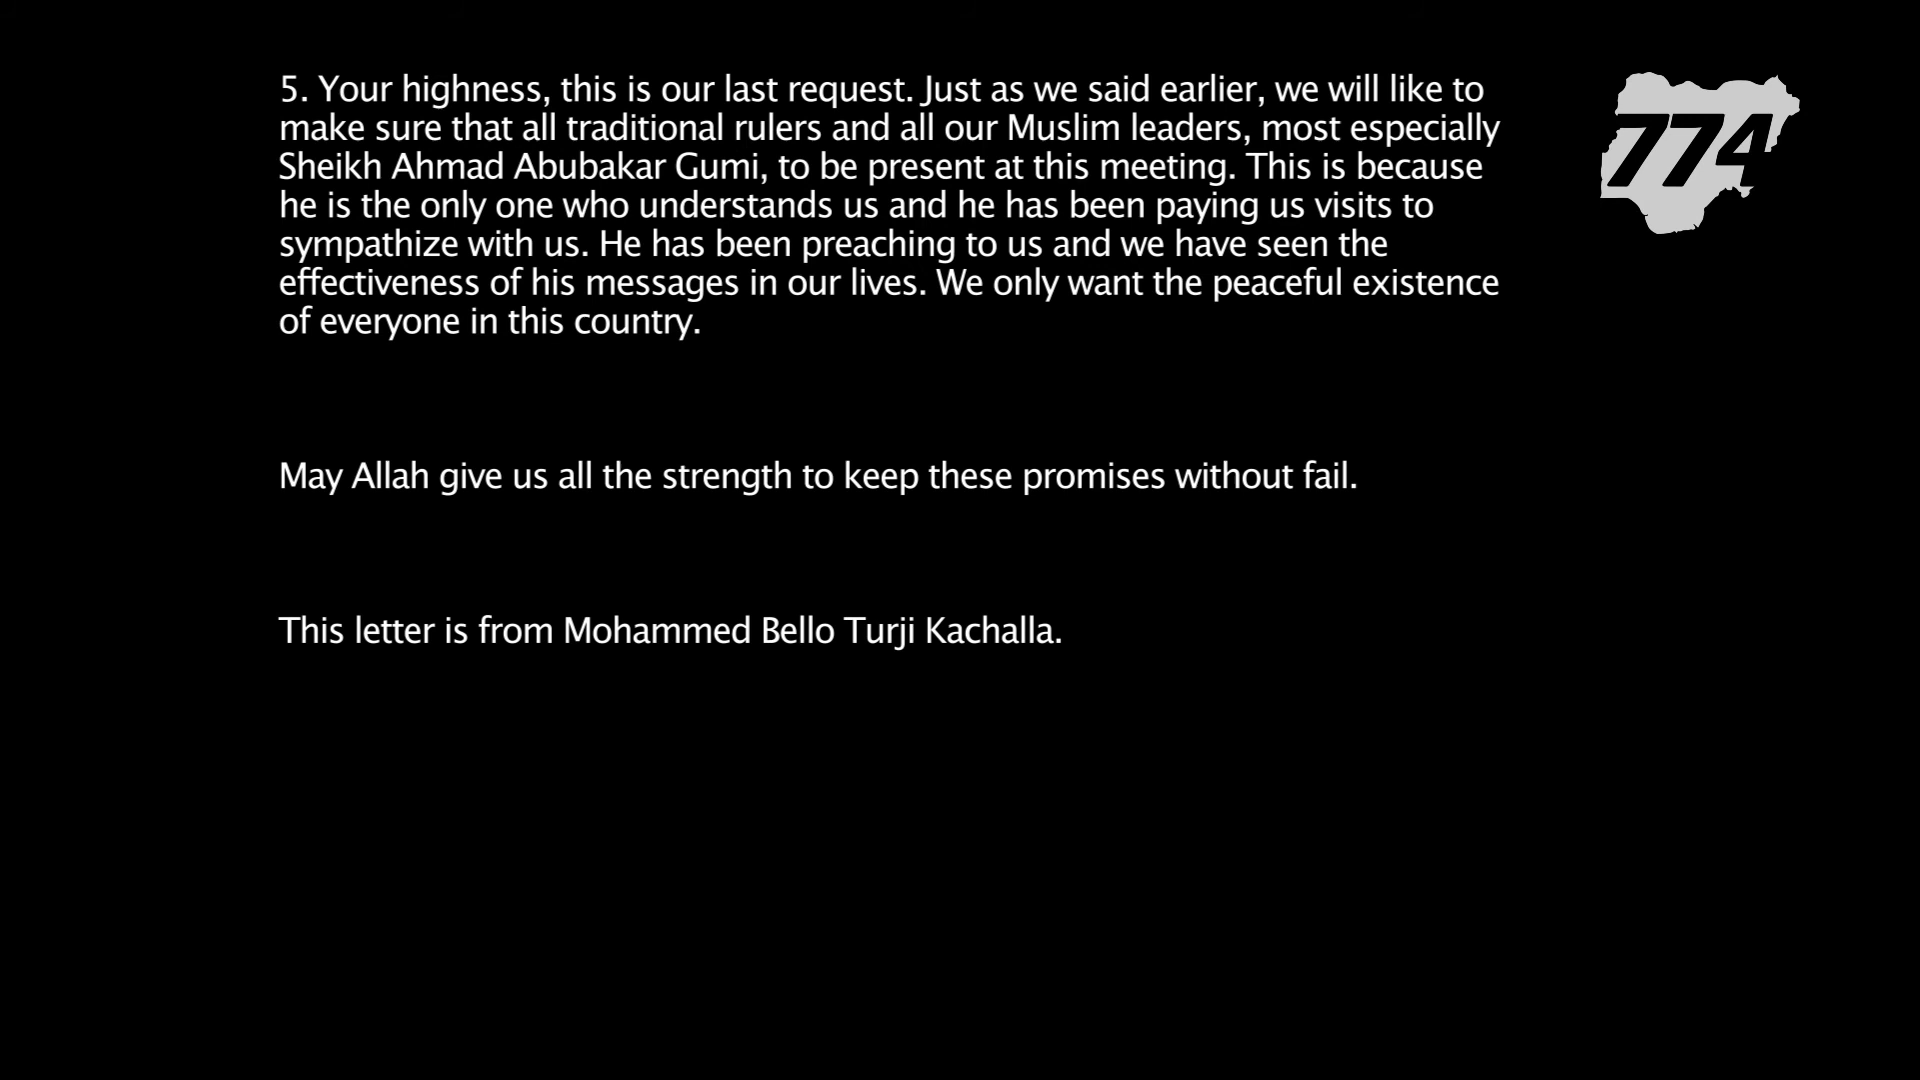 5. Your highness, this is our last request. Just as we said earlier, we will like to
make sure that all traditional rulers and all our Muslim leaders, most especially
Sheikh Ahmad Abubakar Gumi, to be present at this meeting. This is because
he is the only one who understands us and he has been paying us visits to
sympathize with us. He has been preaching to us and we have seen the
effectiveness of his messages in our lives. We only want the peaceful existence
of everyone in this country.
May Allah give us all the strength to keep these promises without fail.
This letter is from Mohammed Bello Turji Kachalla.
774